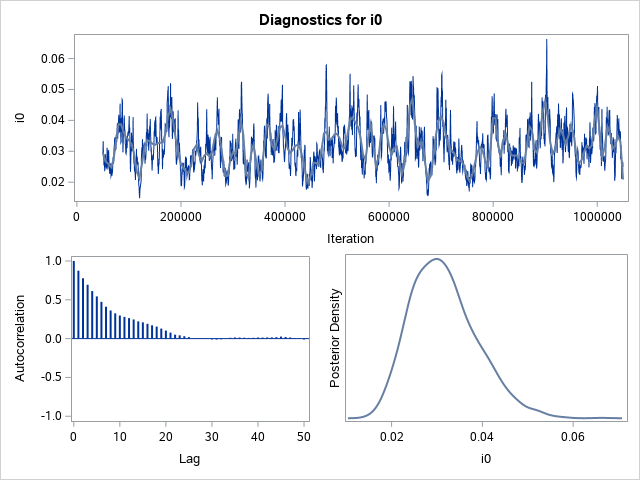 Diagnostics for i0
0.06
0.05
0.04
0.03
0.02
i0
0 200000 400000 600000 800000 1000000
Iteration
1.0
0.5
0.0
-0.5
-1.0
Autocorrelation
0 10 20 30 40 50
Lag
Posterior Density
0.02 0.04 0.06
i0